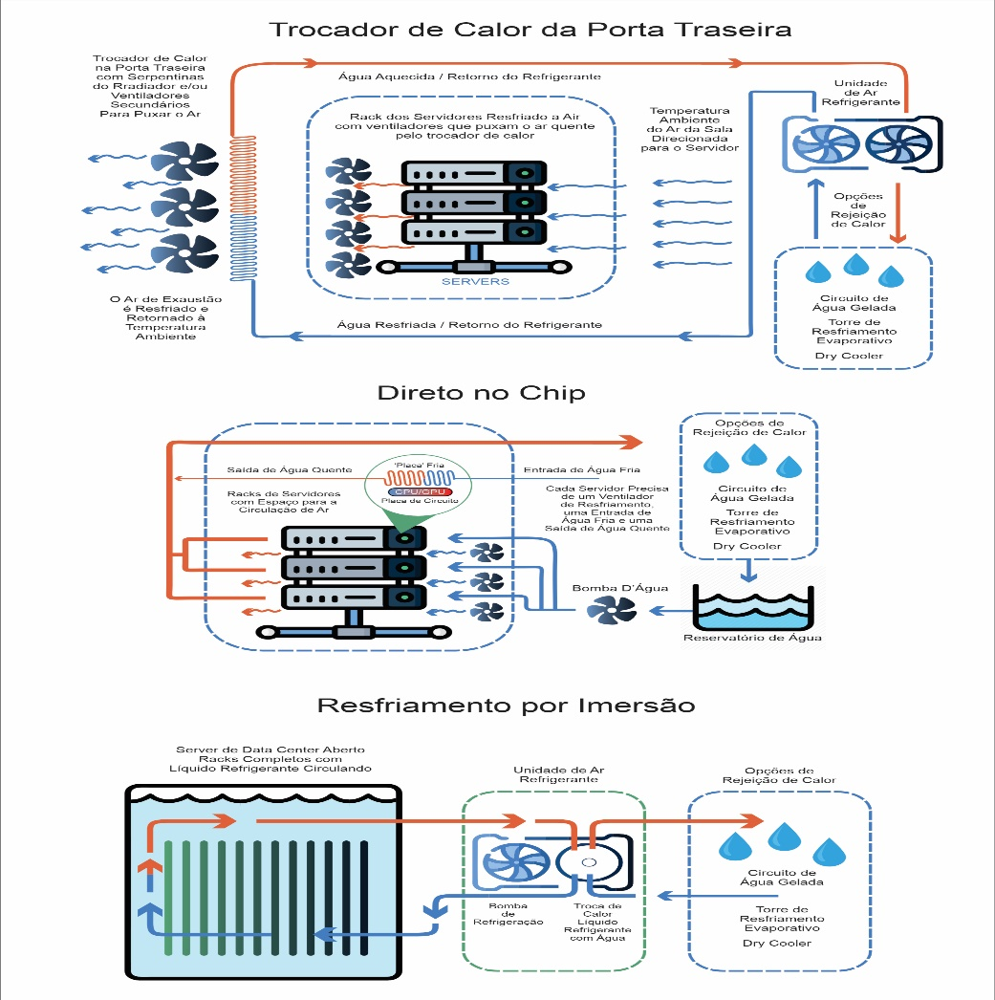 Trocador de Calor da Porta Traseira
Trocador de Calor
na Porta Traseira
com Serpentinas
do Rradiador e/ou
Ventiladores
Secundários
Para Puxar o Ar
Água Aquecida / Retorno do Refrigerante
Rack dos Servidores Resfriado a Air
com ventiladores que puxam o ar quente
pelo trocador de calor
SERVERS
Temperatura
Ambiente
do Ar da Sala
Direcionada
para o Servidor
Unidade
de Ar
Refrigerante
Opções
de
Rejeição
de Calor
Circuito de
Água Gelada
Torre de
Resfriamento
Evaporativo
Dry Cooler
O Ar de Exaustão
é Resfriado e
Retornado à
Temperatura
Ambiente
Água Resfriada / Retorno do Refrigerante
Direto no Chip
Saída de Água Quente
Racks de Servidores
com Espaço para a
Circulação de Ar
'Placa' Fria
CPU/GPU
Placa de Circuito
Entrada de Água Fria
Cada Servidor Precisa
de um Ventilador
de Resfriamento,
uma Entrada de
Água Fria e uma
Saída de Água Quente
Opções de
Rejeição de Calor
Circuito de
Água Gelada
Torre de
Resfriamento
Evaporativo
Dry Cooler
Bomba D'Água
Reservatório de Água
Resfriamento por Imersão
Server de Data Center Aberto
Racks Completos com
Líquido Refrigerante Circulando
Unidade de Ar
Refrigerante
Bomba
de
Refrigeração
Troca de
Calor
Líquido
Refrigerante
com Água
Opções de
Rejeição de Calor
Circuito de
Água Gelada
Torre de
Resfriamento
Evaporativo
Dry Cooler